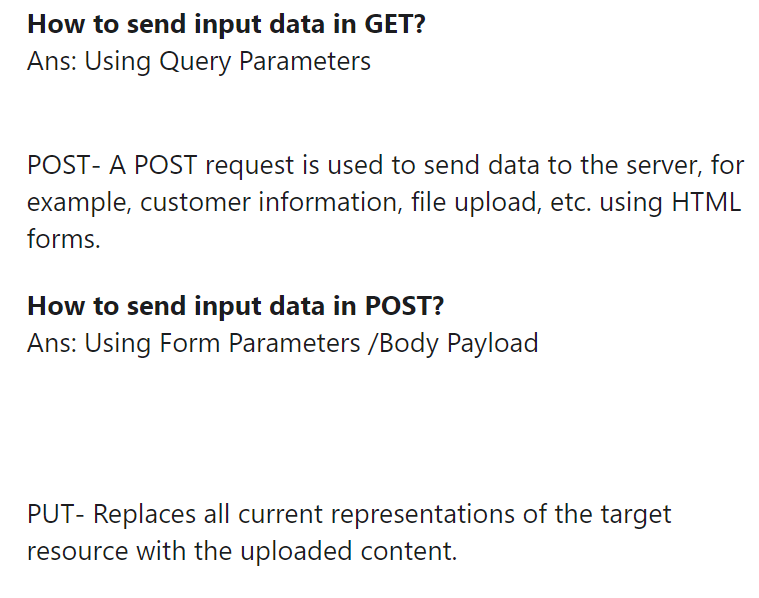 How to send input data in GET?
Ans: Using Query Parameters
POST- A POST request is used to send data to the server, for
example, customer information, file upload, etc. using HTML
forms.
How to send input data in POST?
Ans: Using Form Parameters /Body Payload
PUT- Replaces all current representations of the target
resource with the uploaded content.